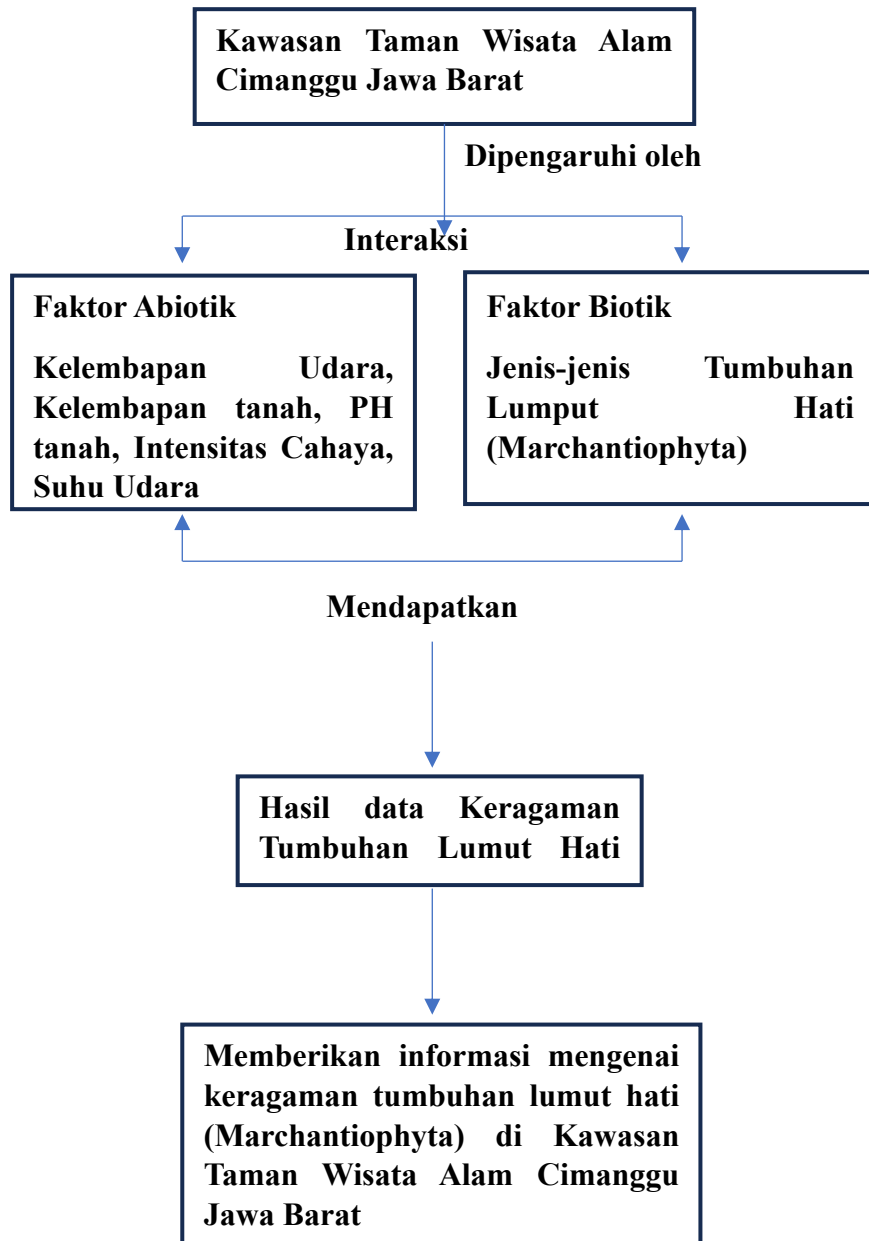 Kawasan Taman Wisata Alam
Cimanggu Jawa Barat
Dipengaruhi oleh
Interaksi
Faktor Abiotik
Kelembapan Udara,
Kelembapan tanah, PH
tanah, Intensitas Cahaya,
Suhu Udara
Faktor Biotik
Jenis-jenis Tumbuhan
Lumput Hati
(Marchantiophyta)
Mendapatkan
Hasil data Keragaman
Tumbuhan Lumut Hati
Memberikan informasi mengenai
keragaman tumbuhan lumut hati
(Marchantiophyta) di Kawasan
Taman Wisata Alam Cimanggu
Jawa Barat